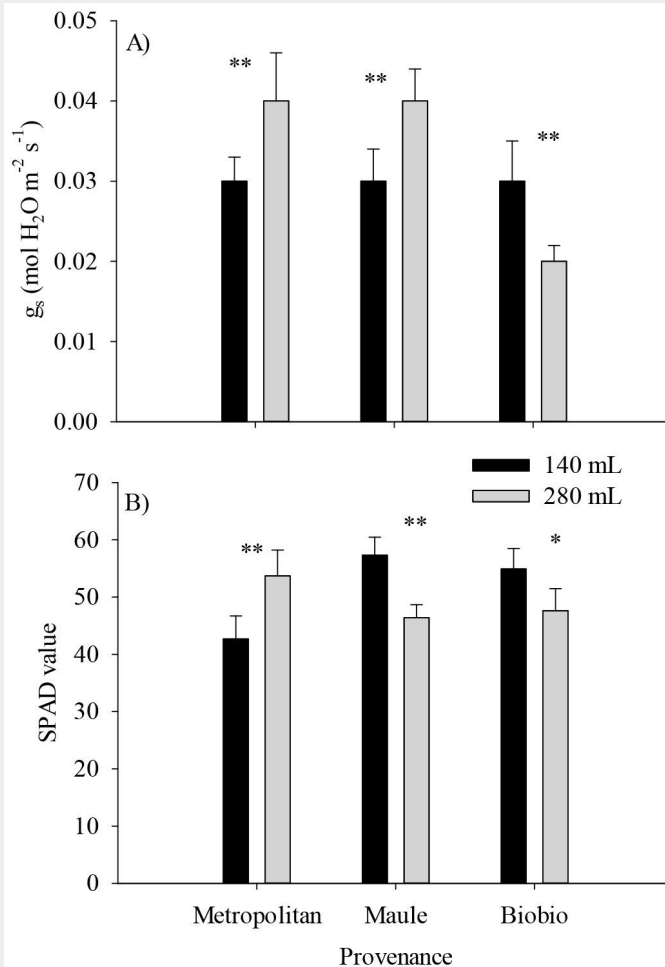 A)
0.05
0.04
0.03
0.02
0.01
0.00
gₛ (mol H₂O m⁻² s⁻¹)
**
**
**
B)
140 mL
280 mL
70
60
50
40
30
20
10
0
SPAD value
**
**
*
Metropolitan Maule Biobio
Provenance